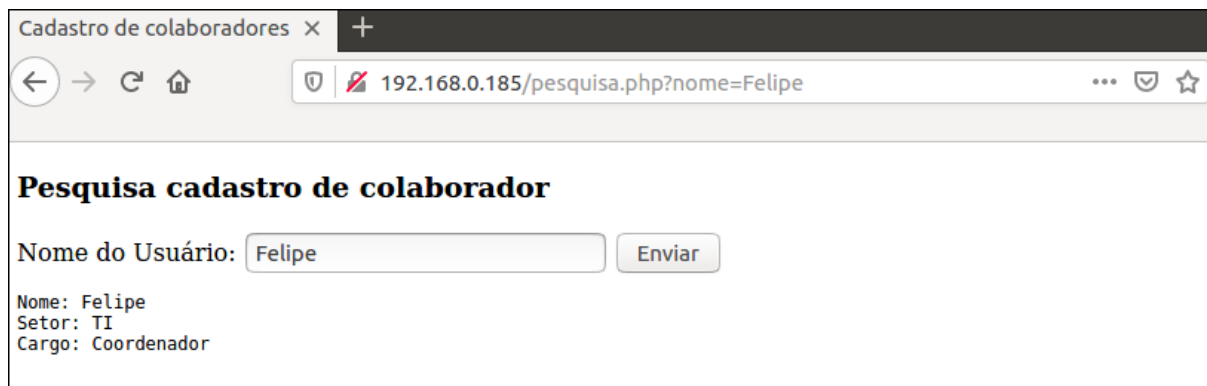 Cadastro de colaboradores
192.168.0.185/pesquisa.php?nome=Felipe
Pesquisa cadastro de colaborador
Nome do Usuário: Felipe Enviar
Nome: Felipe
Setor: TI
Cargo: Coordenador